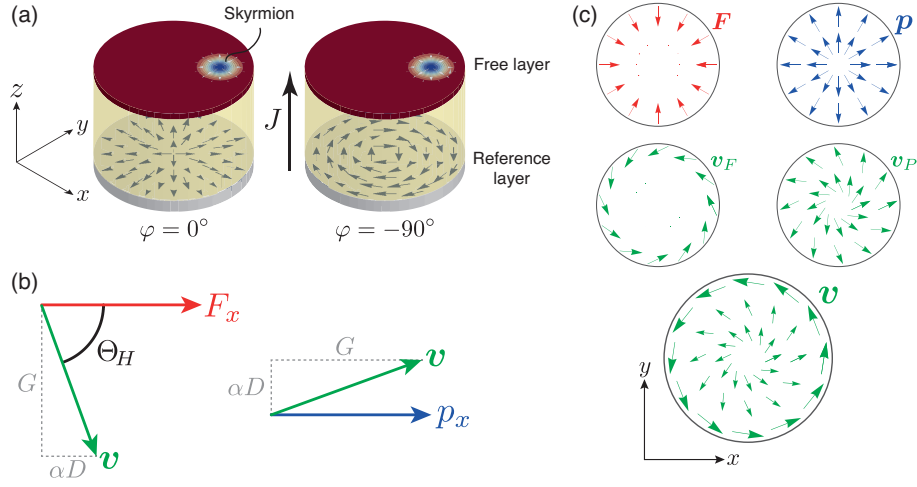 (a)
Skyrmion
Free layer
z
y
x
J
Reference
layer
φ = 0°
φ = −90°
(b)
F_x
Θ_H
G
αD
v
G
αD
v
p_x
(c)
F
p
v_F
v_P
v
y
x